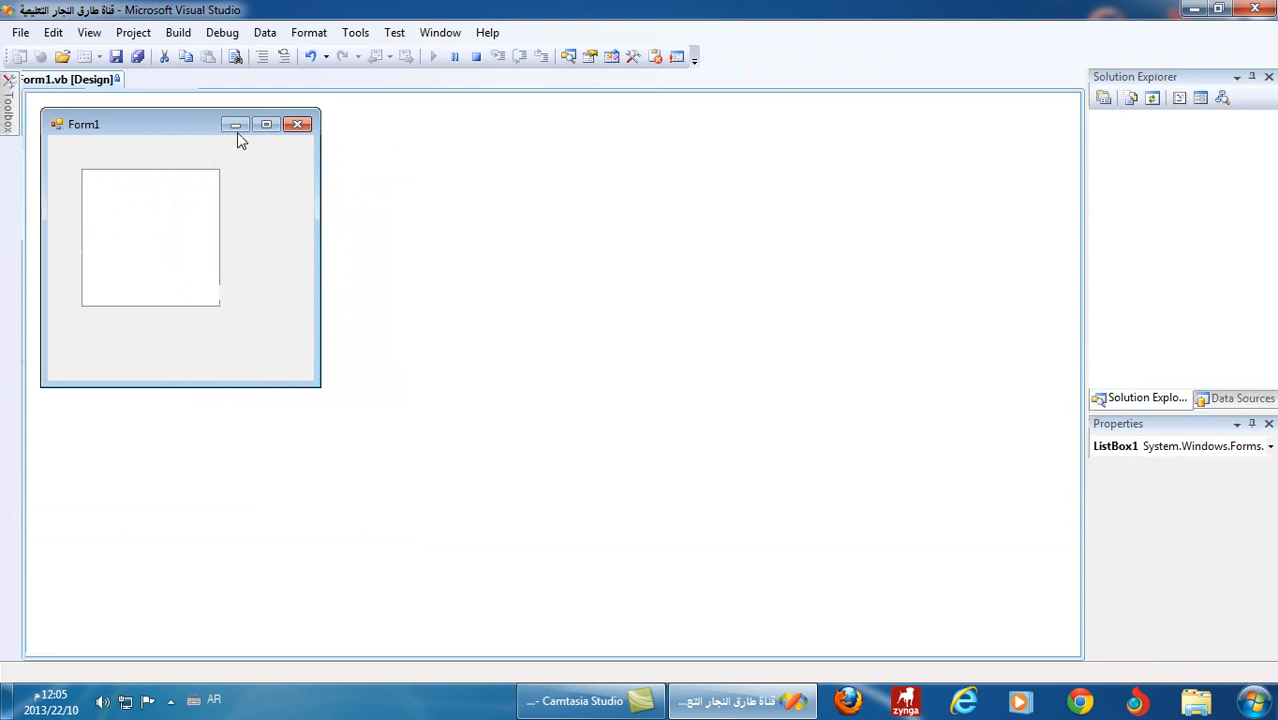 قناة طارق النجار التعليمية - Microsoft Visual Studio
File Edit View Project Build Debug Data Format Tools Test Window Help
orm1.vb [Design]
Toolbox
Form1
Solution Explorer
Solution Explo... Data Sources
Properties
ListBox1 System.Windows.Forms.
12:05 م
2013/22/10
AR
...- Camtasia Studio
قناة طارق النجار التع...
zynga